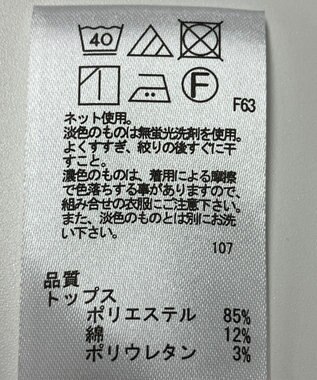 40
F
F63
ネット使用。
淡色のものは無蛍光洗剤を使用。
よくすすぎ、絞りの後すぐに干
すこと。
濃色のものは、着用による摩擦
で色落ちする事がありますので、
組み合せの衣服にご注意下さい。
また、淡色のものとは別にお洗
い下さい。
107
品質
トップス
ポリエステル 85%
綿 12%
ポリウレタン 3%